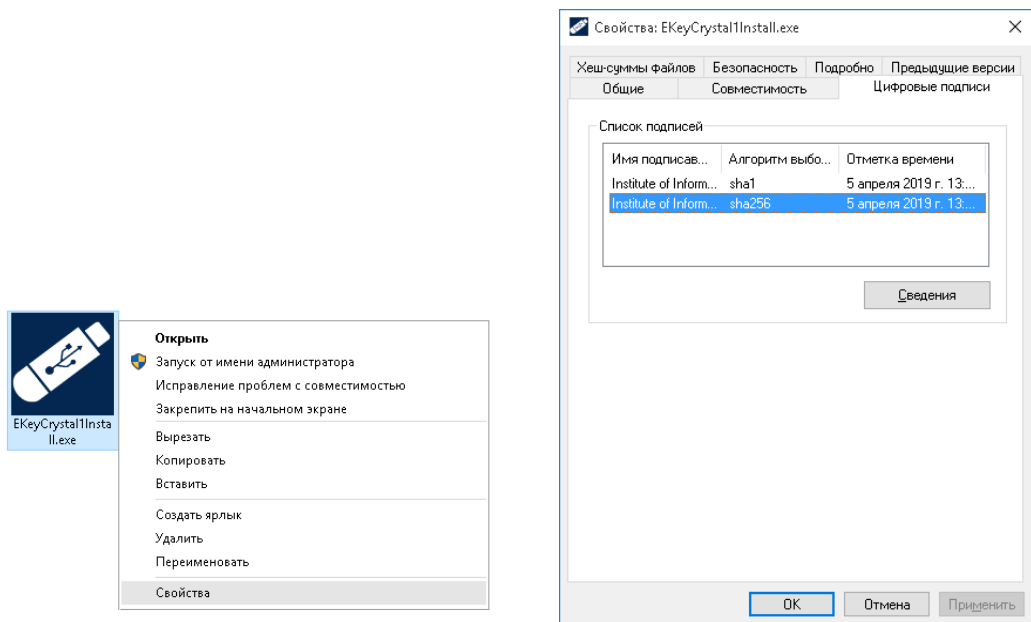 EKeyCrystal1Insta
ll.exe
Открыть
Запуск от имени администратора
Исправление проблем с совместимостью
Закрепить на начальном экране
Вырезать
Копировать
Вставить
Создать ярлык
Удалить
Переименовать
Свойства
Свойства: EKeyCrystal1Install.exe
Хеш-суммы файлов Безопасность Подробно Предыдущие версии
Общие Совместимость Цифровые подписи
Список подписей
Имя подписав... Алгоритм выбо... Отметка времени
Institute of Inform... sha1 5 апреля 2019 г. 13:...
Institute of Inform... sha256 5 апреля 2019 г. 13:...
Сведения
OK Отмена Применить